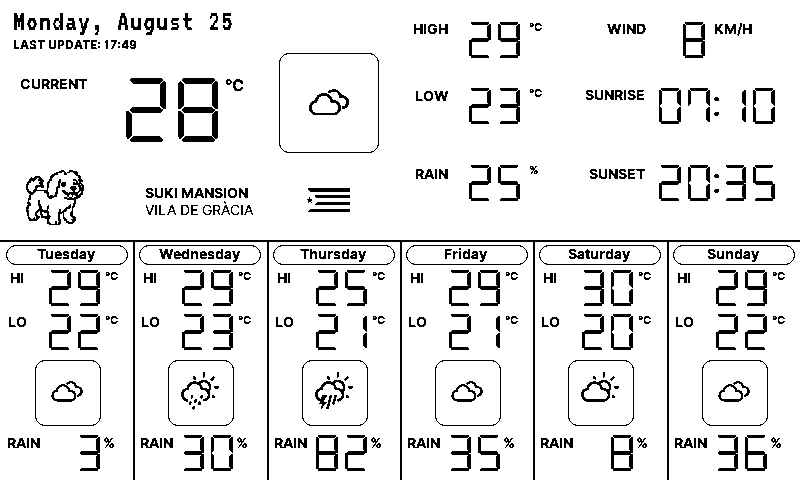 Monday, August 25
LAST UPDATE: 17:49
CURRENT 28 °C
HIGH 29 °C
WIND 8 KM/H
LOW 23 °C
SUNRISE 07:10
RAIN 25 %
SUNSET 20:35
SUKI MANSION
VILA DE GRÀCIA
Tuesday
HI 29 °C
LO 22 °C
RAIN 3 %
Wednesday
HI 29 °C
LO 23 °C
RAIN 30 %
Thursday
HI 25 °C
LO 21 °C
RAIN 82 %
Friday
HI 29 °C
LO 21 °C
RAIN 35 %
Saturday
HI 30 °C
LO 20 °C
RAIN 8 %
Sunday
HI 29 °C
LO 22 °C
RAIN 36 %